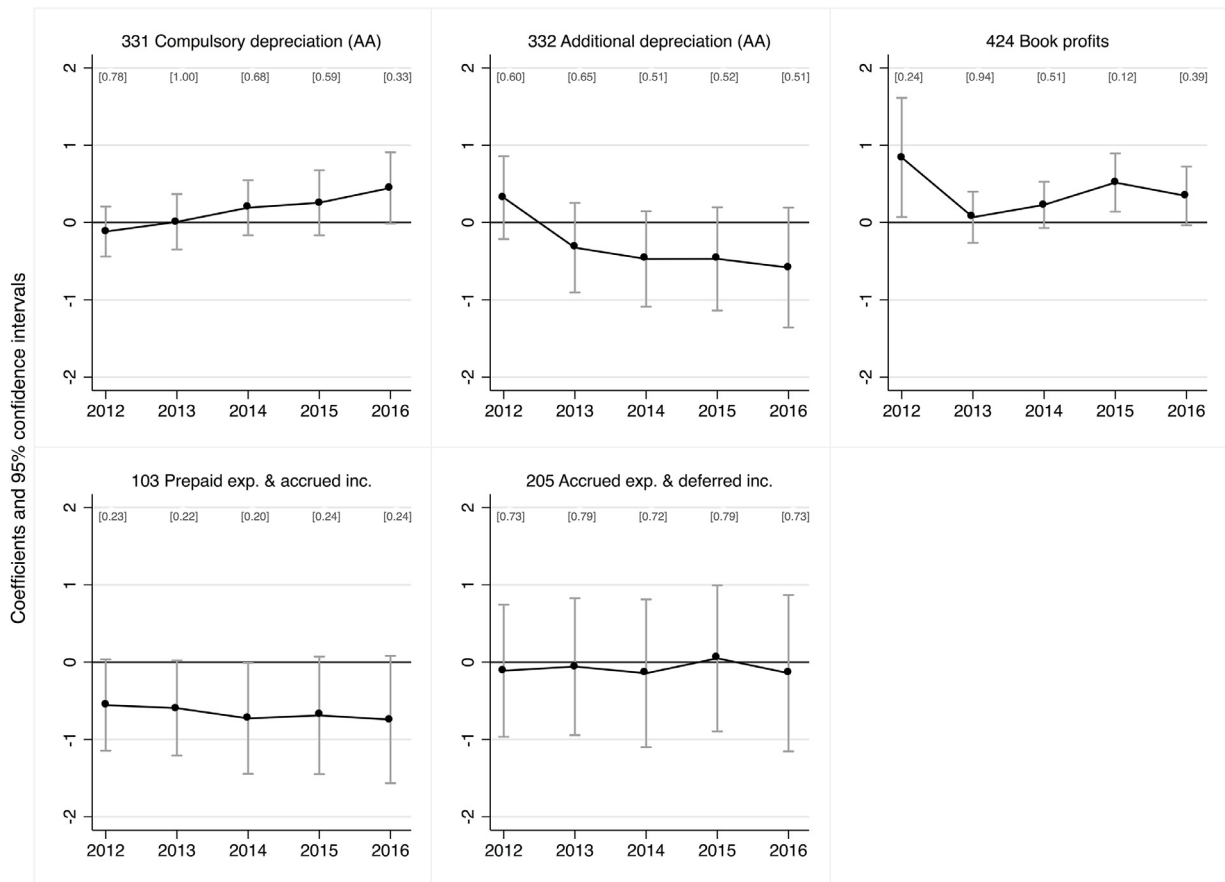 331 Compulsory depreciation (AA)
2
1
0
-1
-2
[0.78] [1.00] [0.68] [0.59] [0.33]
2012 2013 2014 2015 2016
332 Additional depreciation (AA)
2
1
0
-1
-2
[0.60] [0.65] [0.51] [0.52] [0.51]
2012 2013 2014 2015 2016
424 Book profits
2
1
0
-1
-2
[0.24] [0.94] [0.51] [0.12] [0.39]
2012 2013 2014 2015 2016
Coefficients and 95% confidence intervals
103 Prepaid exp. & accrued inc.
2
1
0
-1
-2
[0.23] [0.22] [0.20] [0.24] [0.24]
2012 2013 2014 2015 2016
205 Accrued exp. & deferred inc.
2
1
0
-1
-2
[0.73] [0.79] [0.72] [0.79] [0.73]
2012 2013 2014 2015 2016